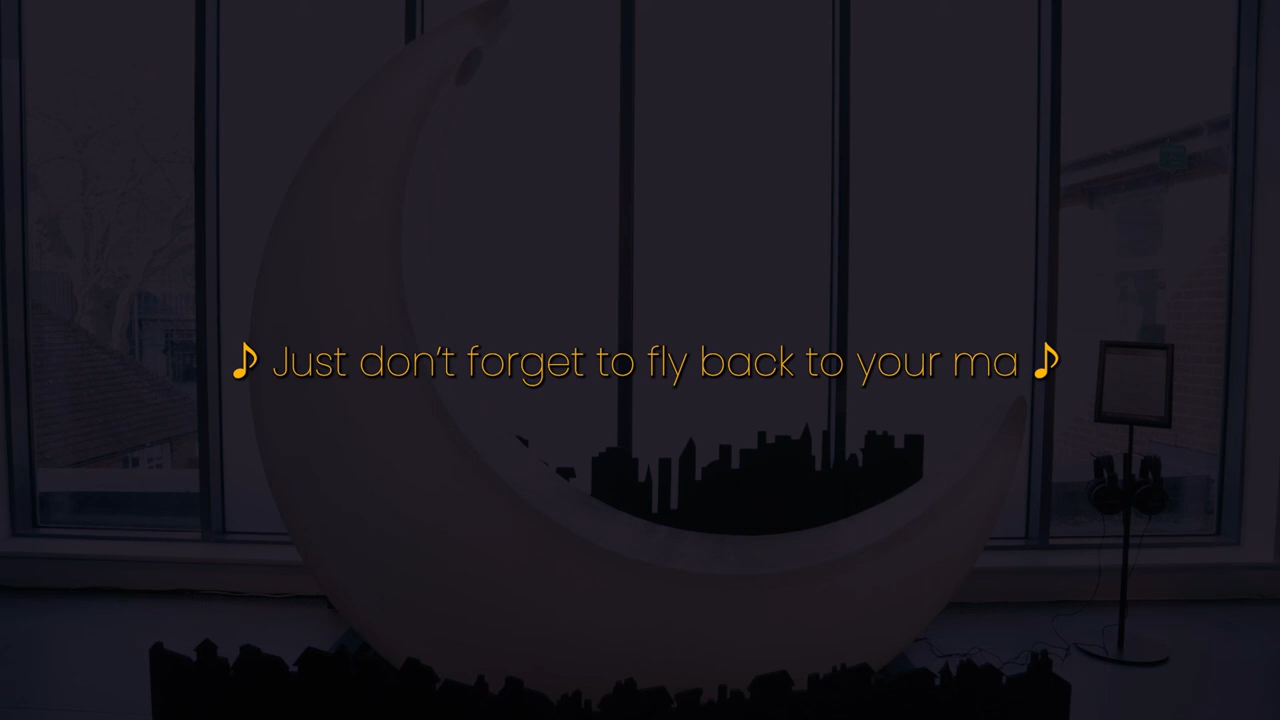 ♪ Just don't forget to fly back to your ma ♪